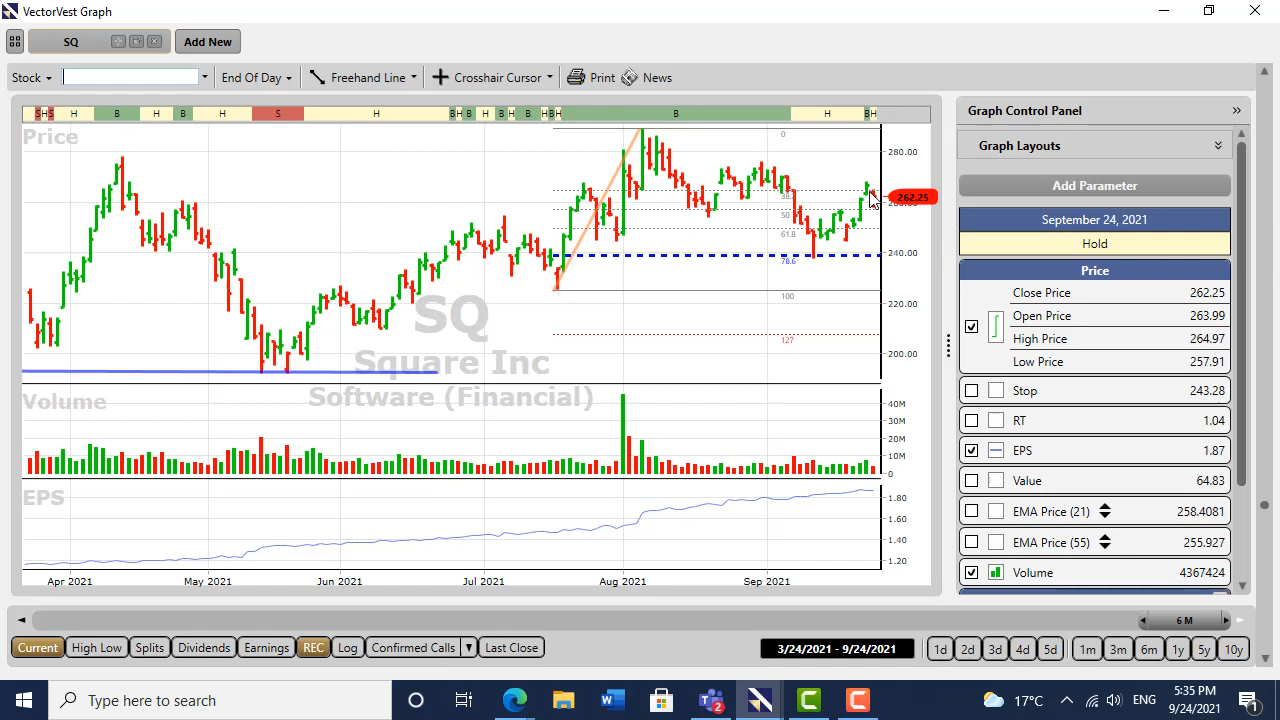 VectorVest Graph
SQ
Add New
Stock
End Of Day
Freehand Line
Crosshair Cursor
Print
News
S H S H B H B H S H B H B H B H B H B H B H B H
Price
0
38.2
50
61.8
78.6
100
127
280.00
262.25
240.00
220.00
200.00
SQ
Square Inc
Software (Financial)
Volume
40M
30M
20M
10M
0
EPS
1.80
1.60
1.40
1.20
Apr 2021
May 2021
Jun 2021
Jul 2021
Aug 2021
Sep 2021
Graph Control Panel
Graph Layouts
Add Parameter
September 24, 2021
Hold
Price
Close Price 262.25
Open Price 263.99
High Price 264.97
Low Price 257.91
Stop 243.28
RT 1.04
EPS 1.87
Value 64.83
EMA Price (21) 258.4081
EMA Price (55) 255.927
Volume 4367424
6 M
Current
High Low
Splits
Dividends
Earnings
REC
Log
Confirmed Calls
Last Close
3/24/2021 - 9/24/2021
1d
2d
3d
4d
5d
1m
3m
6m
1y
5y
10y
Type here to search
2
17°C
ENG
5:35 PM
9/24/2021
1